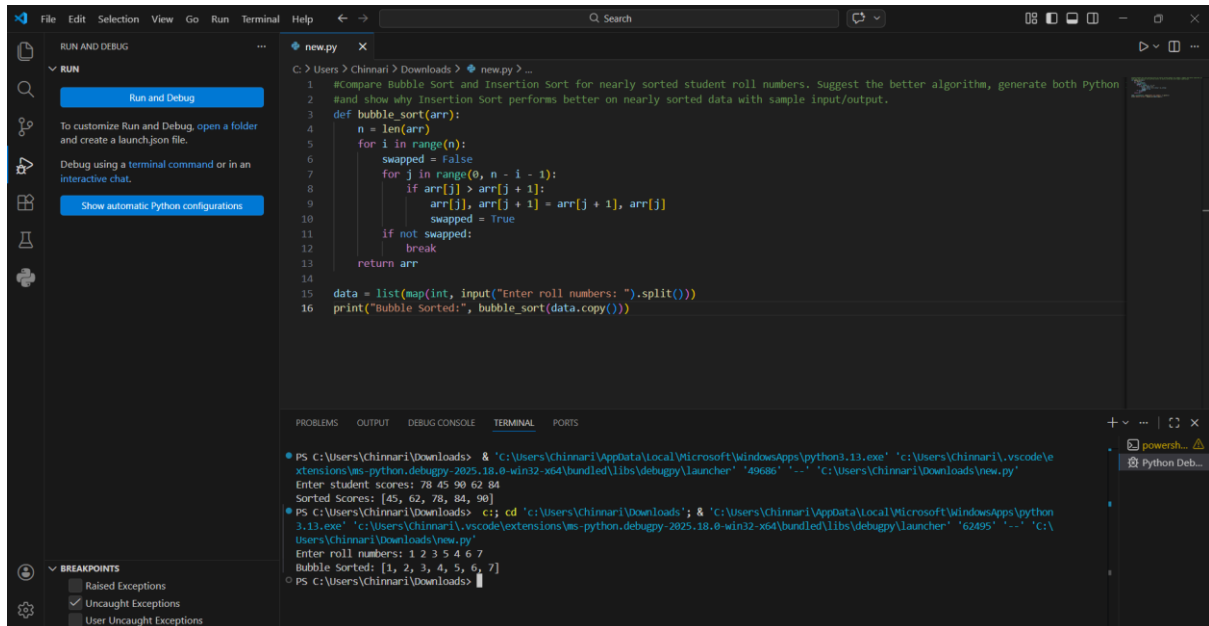 File Edit Selection View Go Run Terminal Help
Search
RUN AND DEBUG
RUN
Run and Debug
To customize Run and Debug, open a folder
and create a launch.json file.
Debug using a terminal command or in an
interactive chat.
Show automatic Python configurations
new.py
C: > Users > Chinnari > Downloads > new.py > ...
1 #Compare Bubble Sort and Insertion Sort for nearly sorted student roll numbers. Suggest the better algorithm, generate both Python
2 #and show why Insertion Sort performs better on nearly sorted data with sample input/output.
3 def bubble_sort(arr):
4     n = len(arr)
5     for i in range(n):
6         swapped = False
7         for j in range(0, n - i - 1):
8             if arr[j] > arr[j + 1]:
9                 arr[j], arr[j + 1] = arr[j + 1], arr[j]
10                 swapped = True
11         if not swapped:
12             break
13     return arr
14
15 data = list(map(int, input("Enter roll numbers: ").split()))
16 print("Bubble Sorted:", bubble_sort(data.copy()))
PROBLEMS OUTPUT DEBUG CONSOLE TERMINAL PORTS
PS C:\Users\Chinnari\Downloads> & 'C:\Users\Chinnari\AppData\Local\Microsoft\WindowsApps\python3.13.exe' 'c:\Users\Chinnari\.vscode\e
xtensions\ms-python.debugpy-2025.18.0-win32-x64\bundled\libs\debugpy\launcher' '49686' '--' 'C:\Users\Chinnari\Downloads\new.py'
Enter student scores: 78 45 90 62 84
Sorted Scores: [45, 62, 78, 84, 90]
PS C:\Users\Chinnari\Downloads> c:; cd 'c:\Users\Chinnari\Downloads'; & 'C:\Users\Chinnari\AppData\Local\Microsoft\WindowsApps\python
3.13.exe' 'c:\Users\Chinnari\.vscode\extensions\ms-python.debugpy-2025.18.0-win32-x64\bundled\libs\debugpy\launcher' '62495' '--' 'C:\
Users\Chinnari\Downloads\new.py'
Enter roll numbers: 1 2 3 5 4 6 7
Bubble Sorted: [1, 2, 3, 4, 5, 6, 7]
PS C:\Users\Chinnari\Downloads>
powersh...
Python Deb...
BREAKPOINTS
Raised Exceptions
Uncaught Exceptions
User Uncaught Exceptions